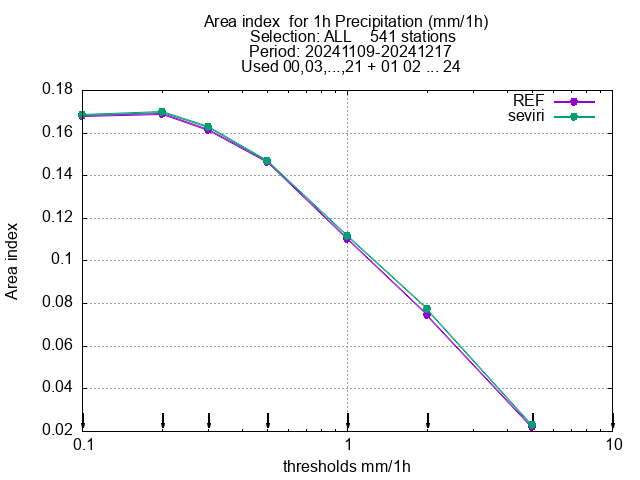 Area index  for 1h Precipitation (mm/1h)
Selection: ALL    541 stations
Period: 20241109-20241217
Used 00,03,...,21 + 01 02 ... 24
REF
seviri
0.18
0.16
0.14
0.12
0.1
0.08
0.06
0.04
0.02
Area index
0.1
1
10
thresholds mm/1h